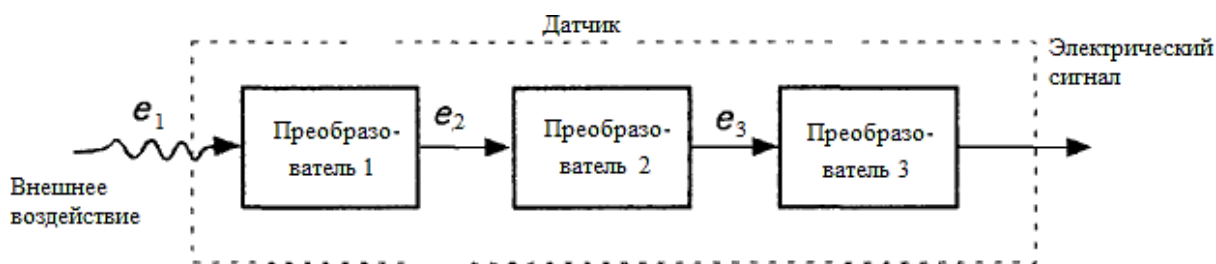 Датчик
Электрический
сигнал
e₁
Преобразо-
ватель 1
e₂
Преобразо-
ватель 2
e₃
Преобразо-
ватель 3
Внешнее
воздействие